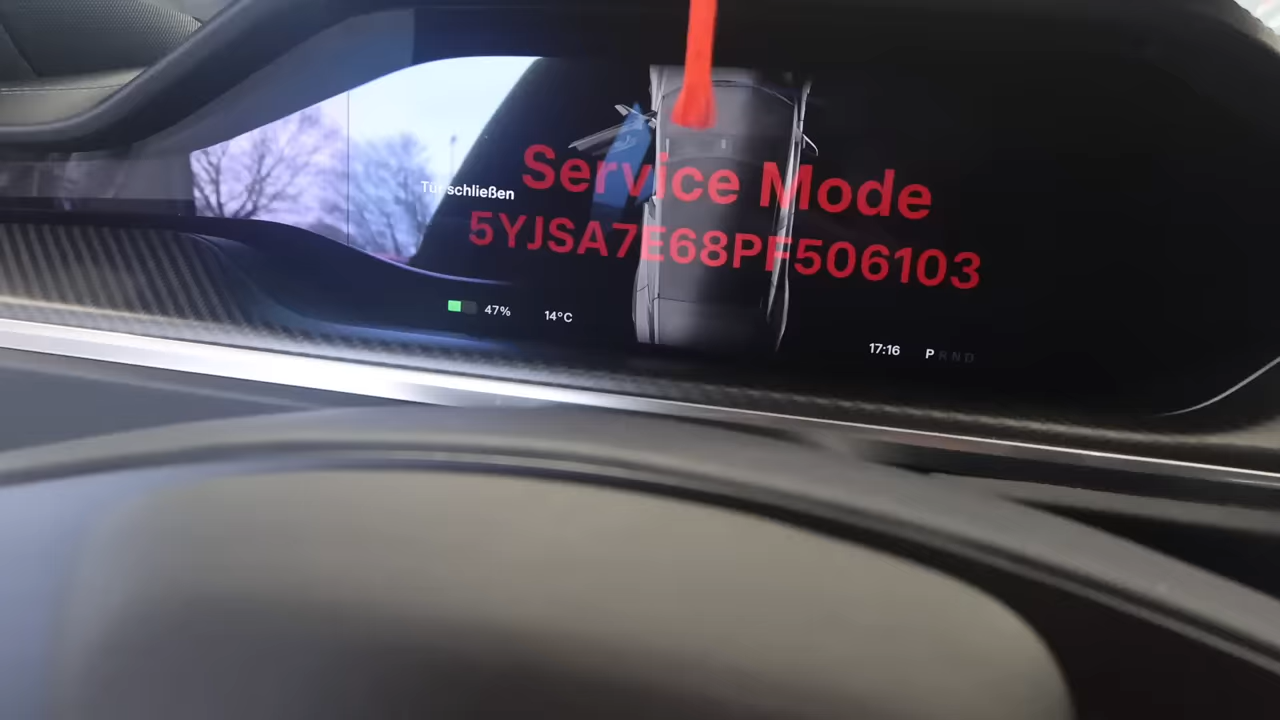 Service Mode
Tür schließen
5YJSA7E68PF506103
47%
14°C
17:16
P R N D